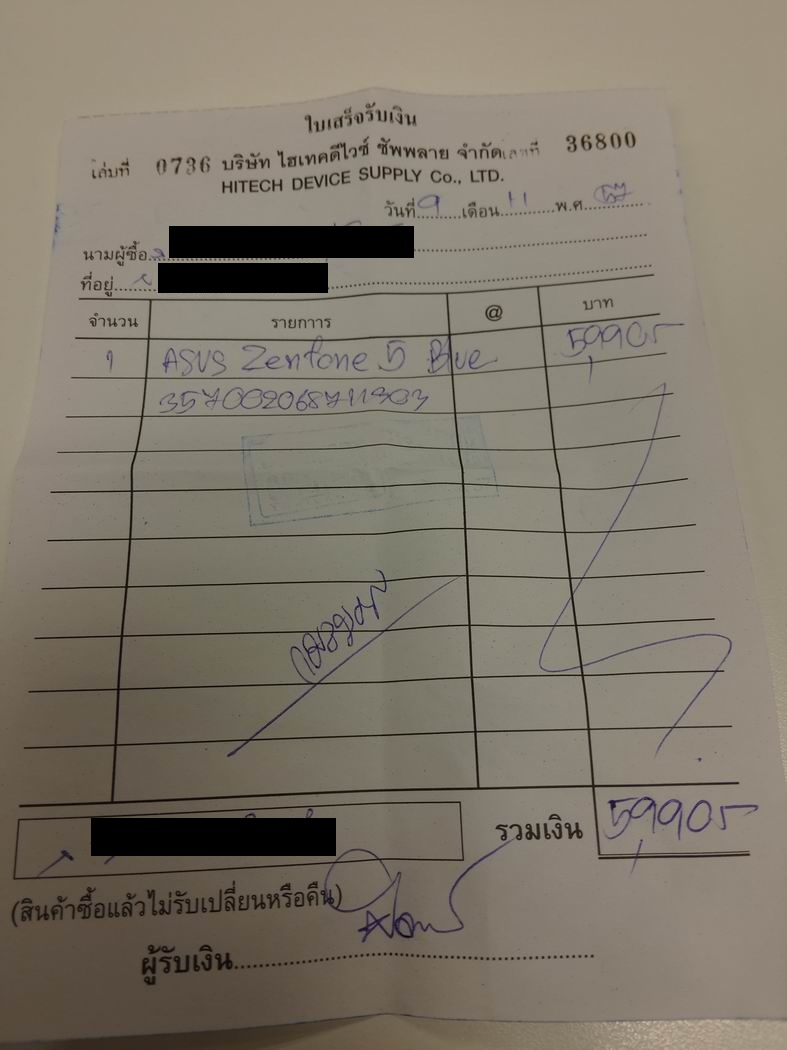 ใบเสร็จรับเงิน
เล่มที่ 0736 บริษัท ไฮเทคดีไวซ์ ซัพพลาย จำกัด เลขที่ 36800
HITECH DEVICE SUPPLY Co., LTD.
วันที่ 9 เดือน 11 พ.ศ. 57
นามผู้ซื้อ
ที่อยู่
จำนวน รายการ @ บาท
1 ASUS Zenfone 5 Blue 5,990.-
357002068711303
รวมเงิน 5,990.-
(สินค้าซื้อแล้วไม่รับเปลี่ยนหรือคืน)
ผู้รับเงิน